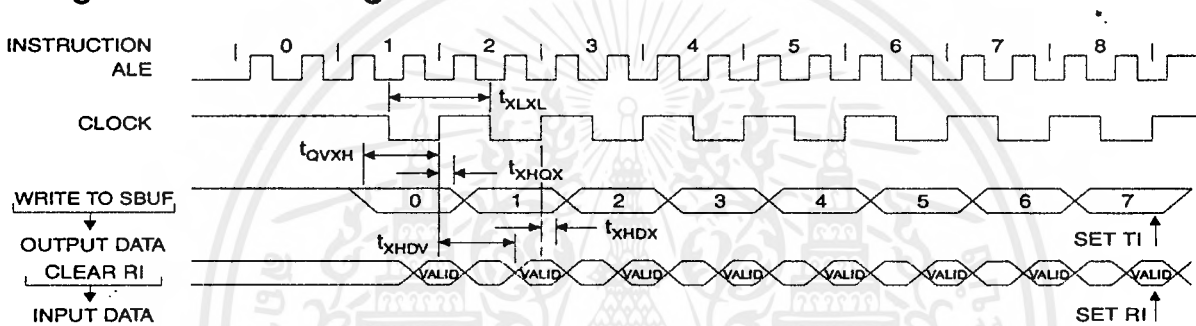 INSTRUCTION 0 1 2 3 4 5 6 7 8
ALE
tXLXL
CLOCK
tQVXH
tXHQX
WRITE TO SBUF 0 1 2 3 4 5 6 7
tXHDV tXHDX
OUTPUT DATA SET TI
CLEAR RI VALID VALID VALID VALID VALID VALID VALID VALID
INPUT DATA SET RI